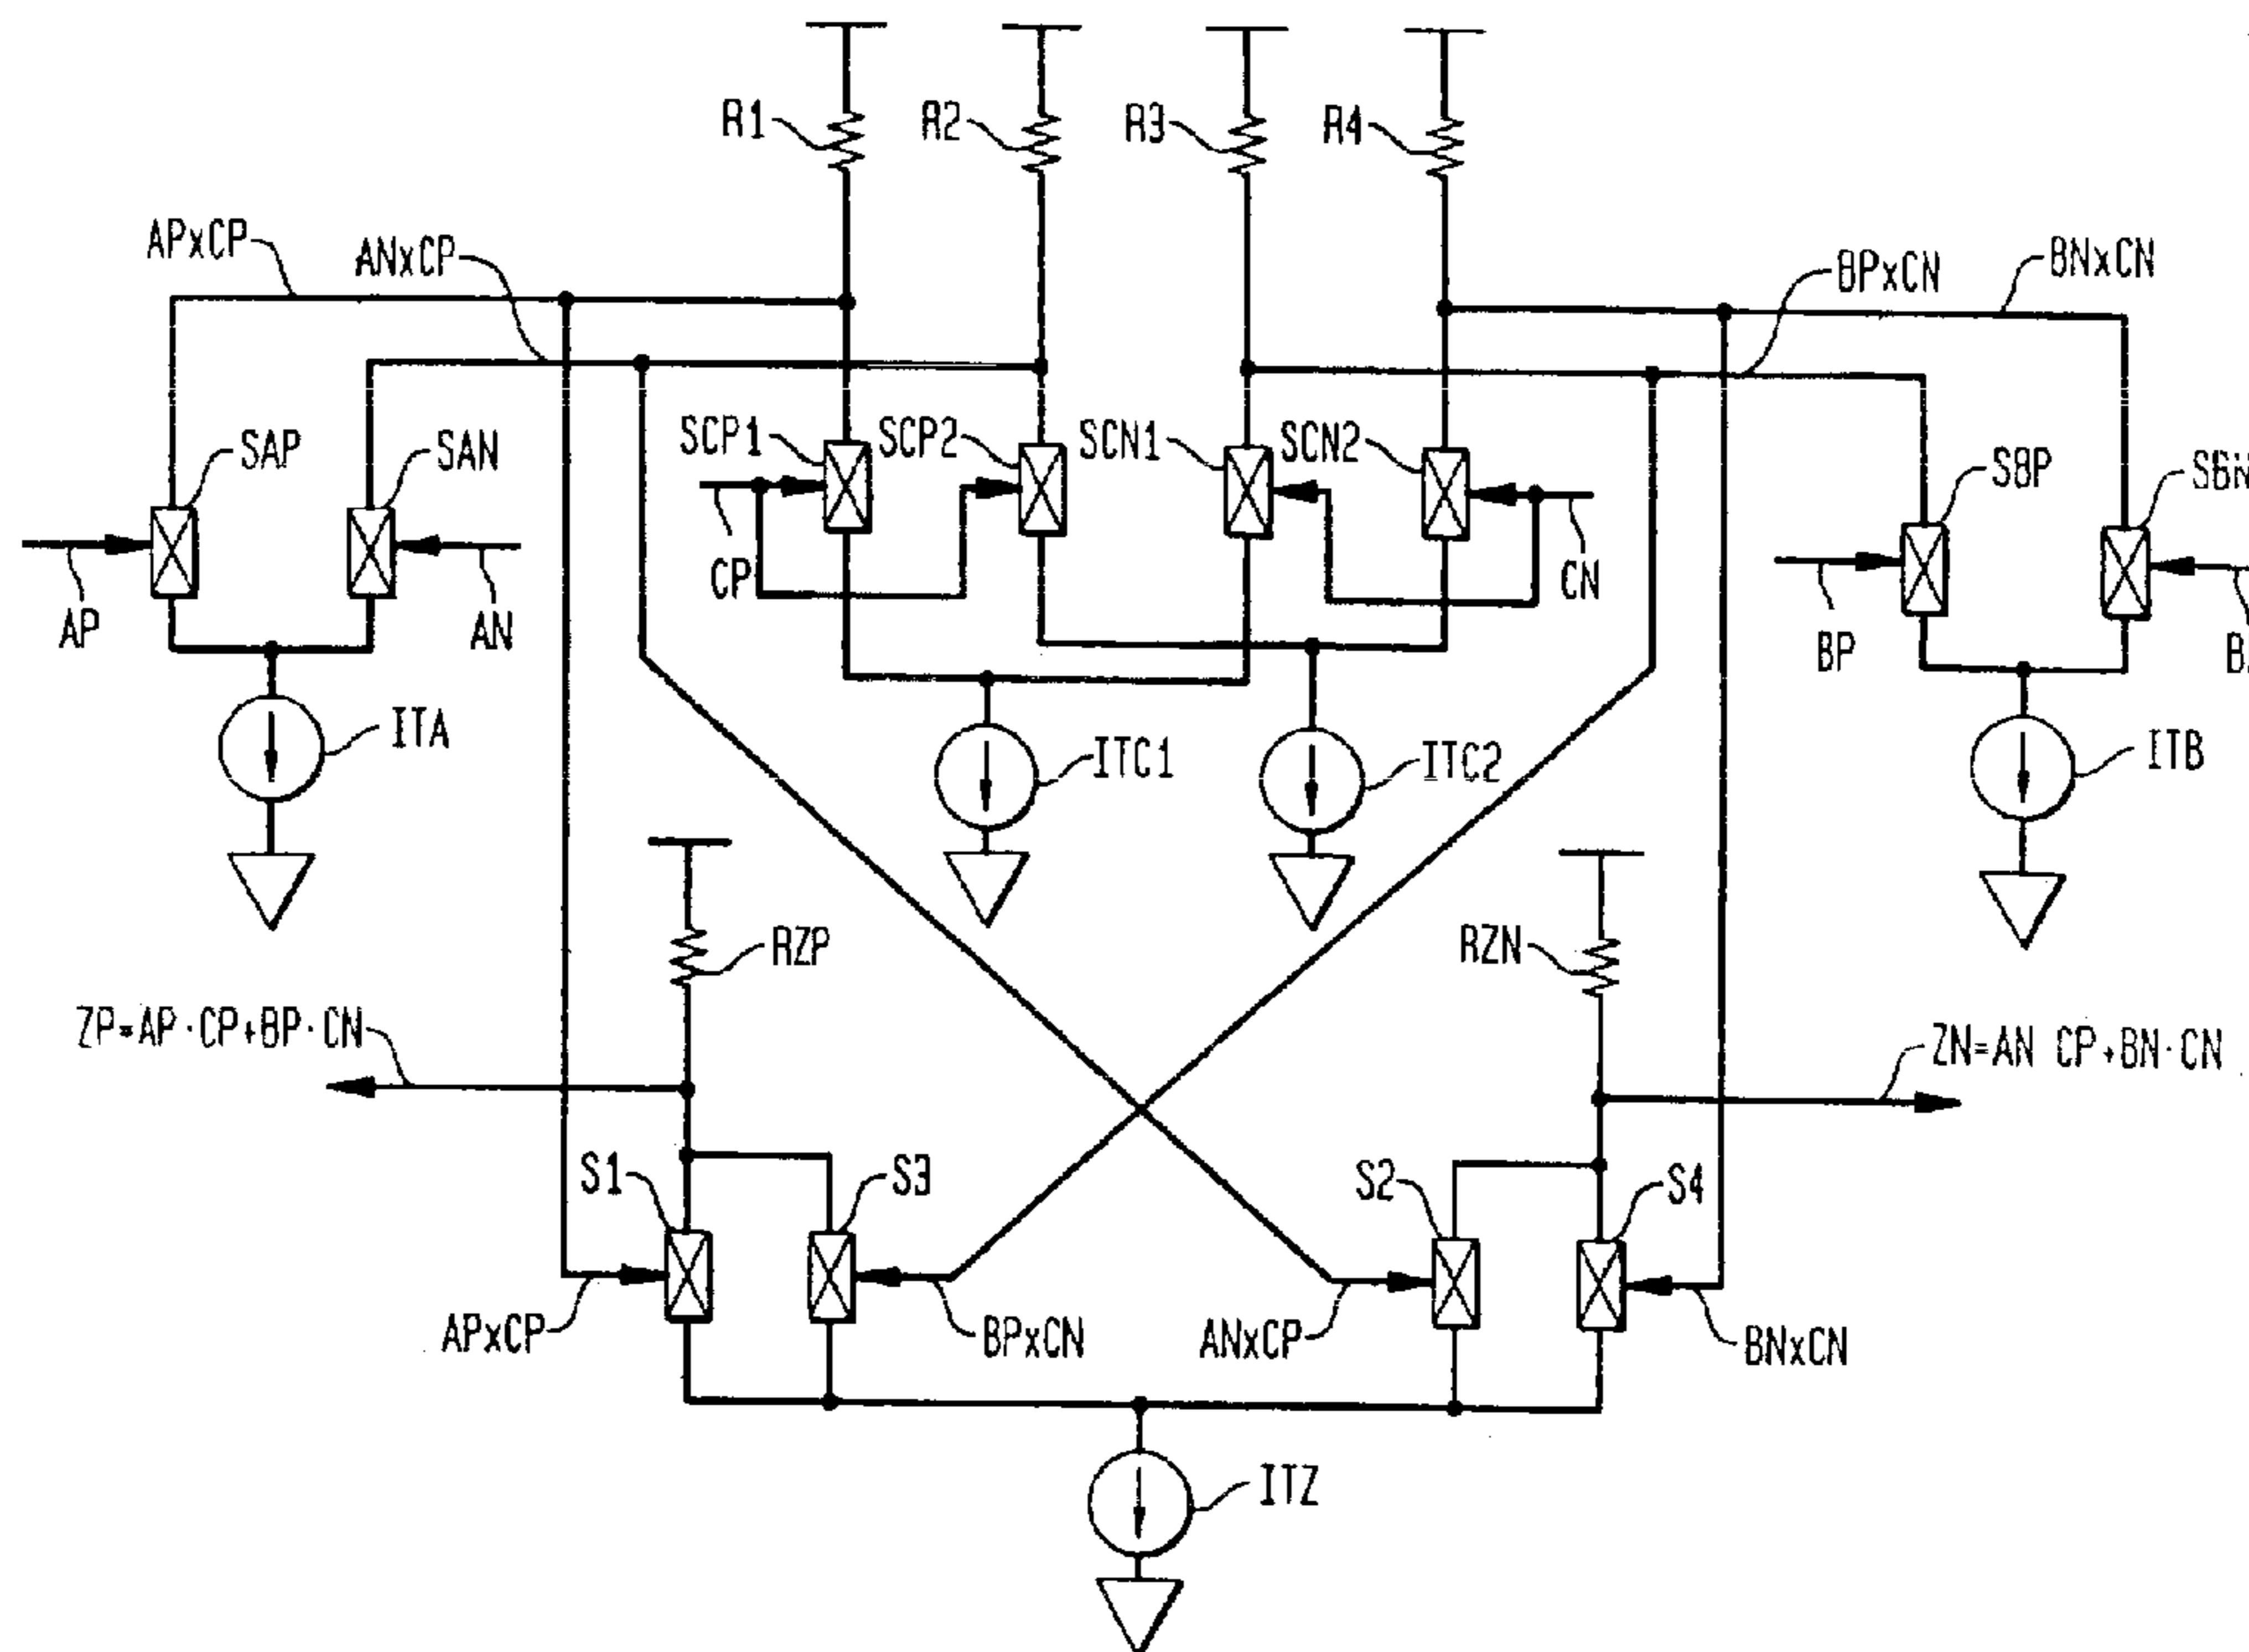 R1
R2
R3
R4
APxCP
ANxCP
BPxCN
BNxCN
SAP
SAN
SCP1
SCP2
SCN1
SCN2
SBP
AP
AN
CP
CN
BP
ITA
ITC1
ITC2
ITB
RZP
RZN
ZP=AP·CP+BP·CN
ZN=AN CP+BN·CN
S1
S3
S2
S4
APxCP
BPxCN
ANxCP
BNxCN
ITZ